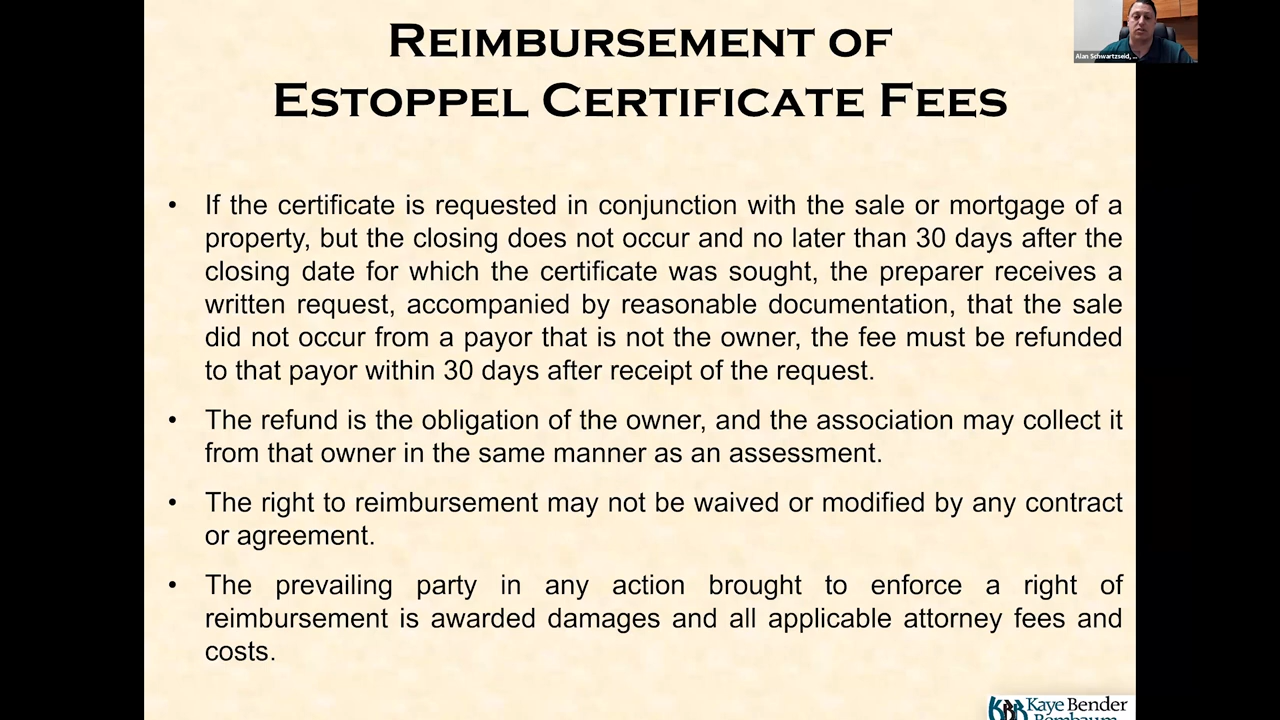 REIMBURSEMENT OF
ESTOPPEL CERTIFICATE FEES
Alan Schwartzseid, ...
• If the certificate is requested in conjunction with the sale or mortgage of a
property, but the closing does not occur and no later than 30 days after the
closing date for which the certificate was sought, the preparer receives a
written request, accompanied by reasonable documentation, that the sale
did not occur from a payor that is not the owner, the fee must be refunded
to that payor within 30 days after receipt of the request.
• The refund is the obligation of the owner, and the association may collect it
from that owner in the same manner as an assessment.
• The right to reimbursement may not be waived or modified by any contract
or agreement.
• The prevailing party in any action brought to enforce a right of
reimbursement is awarded damages and all applicable attorney fees and
costs.
KBR Kaye Bender
Rembaum